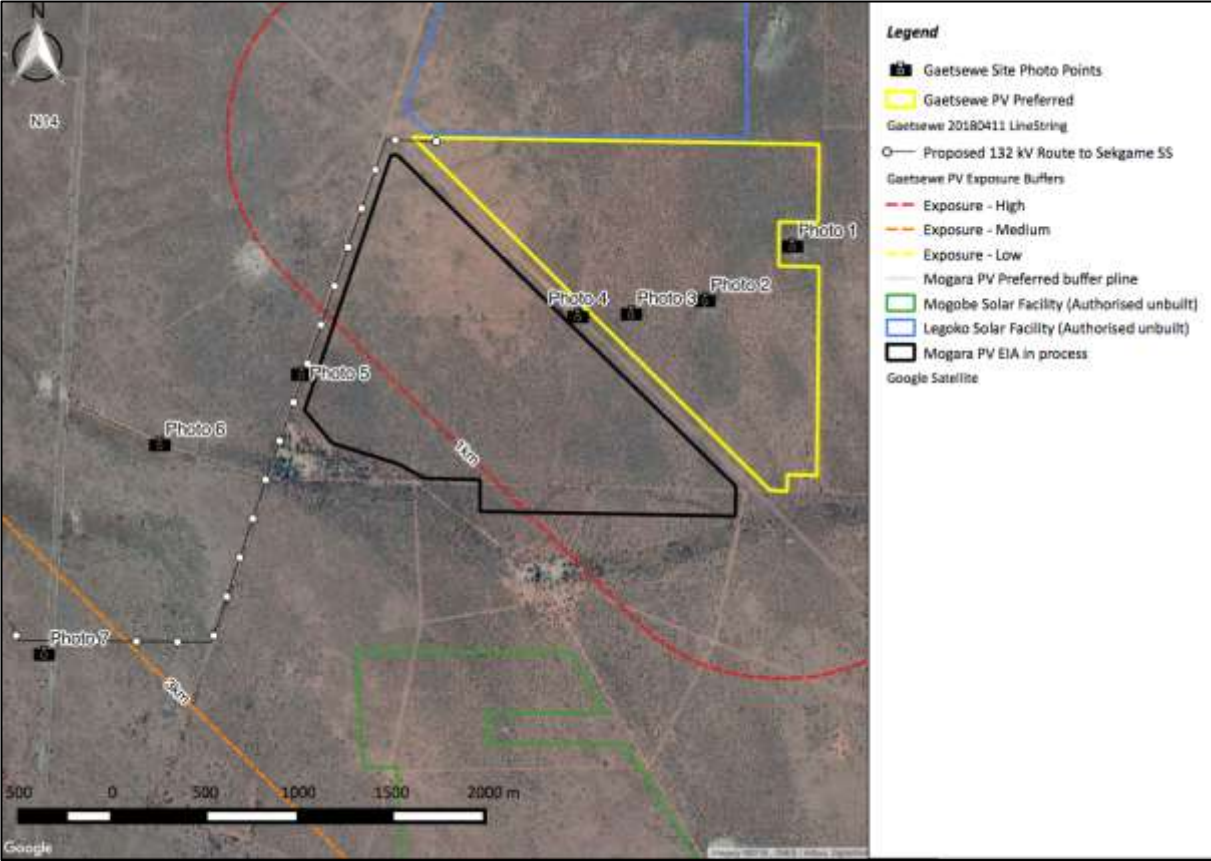 N
N14
Photo 1
Photo 2
Photo 3
Photo 4
Photo 5
Photo 6
Photo 7
1km
3km
500 0 500 1000 1500 2000 m
Google
Legend
Gaetsewe Site Photo Points
Gaetsewe PV Preferred
Gaetsewe 20180411 LineString
Proposed 132 kV Route to Sekgame SS
Gaetsewe PV Exposure Buffers
Exposure - High
Exposure - Medium
Exposure - Low
Mogara PV Preferred buffer pline
Mogobe Solar Facility (Authorised unbuilt)
Legoko Solar Facility (Authorised unbuilt)
Mogara PV EIA in process
Google Satellite